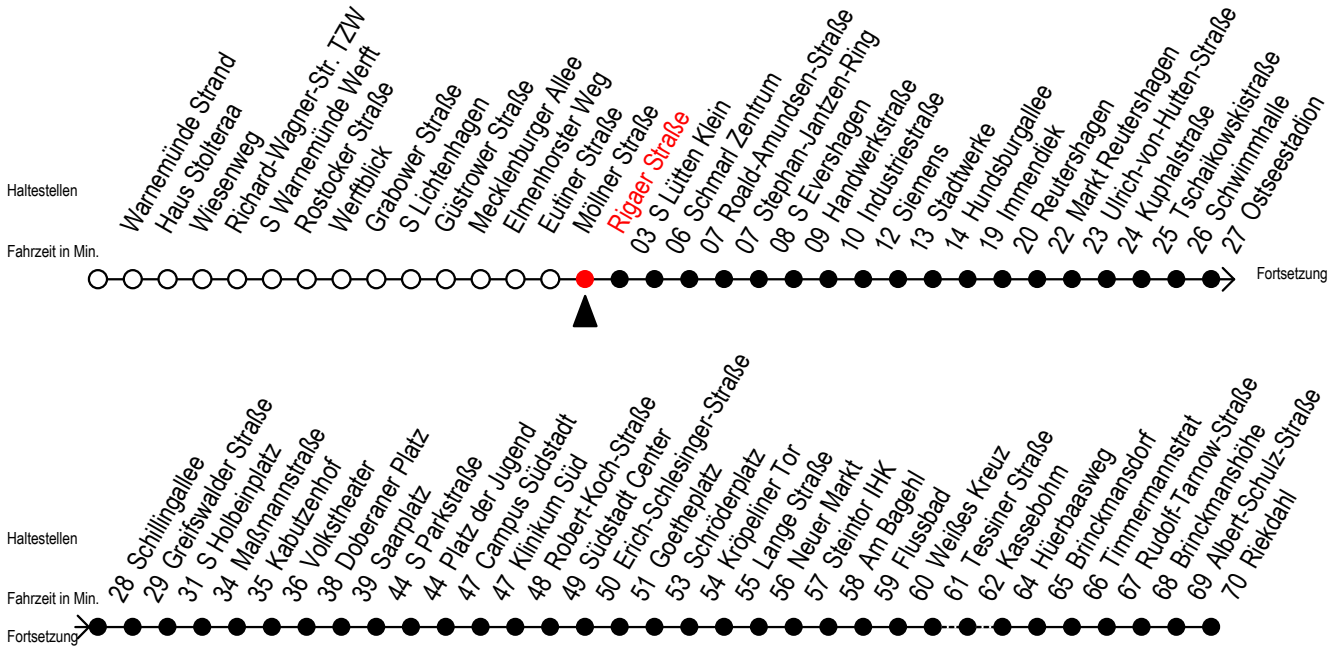 Haltestellen
Warnemünde Strand
Haus Stolteraa
Wiesenweg
Richard-Wagner-Str. TZW
S Warnemünde Werft
Rostocker Straße
Werftblick
Grabower Straße
S Lichtenhagen
Güstrower Straße
Mecklenburger Allee
Elmenhorster Weg
Eutiner Straße
Möllner Straße
Rigaer Straße
03 S Lütten Klein
06 Schmarl Zentrum
07 Roald-Amundsen-Straße
07 Stephan-Jantzen-Ring
08 S Evershagen
09 Handwerkstraße
10 Industriestraße
12 Siemens
13 Stadtwerke
14 Hundsburgallee
19 Immendiek
20 Reutershagen
22 Markt Reutershagen
23 Ulrich-von-Hutten-Straße
24 Kuphalstraße
25 Tschaikowskistraße
26 Schwimmhalle
27 Ostseestadion
Fahrzeit in Min.
Fortsetzung
Haltestellen
28 Schillingallee
29 Greifswalder Straße
31 S Holbeinplatz
34 Maßmannstraße
35 Kabutzenhof
36 Volkstheater
38 Doberaner Platz
39 Saarplatz
44 S Parkstraße
44 Platz der Jugend
47 Campus Südstadt
47 Klinikum Süd
48 Robert-Koch-Straße
49 Südstadt Center
50 Erich-Schlesinger-Straße
51 Goetheplatz
53 Schröderplatz
54 Kröpeliner Tor
55 Lange Straße
56 Neuer Markt
57 Steintor IHK
58 Am Bagehl
59 Flussbad
60 Weißes Kreuz
61 Tessiner Straße
62 Kassebohm
64 Hüerbaasweg
65 Brinckmansdorf
66 Timmermannstrat
67 Rudolf-Tarnow-Straße
68 Brinckmanshöhe
69 Albert-Schulz-Straße
70 Riekdahl
Fahrzeit in Min.
Fortsetzung